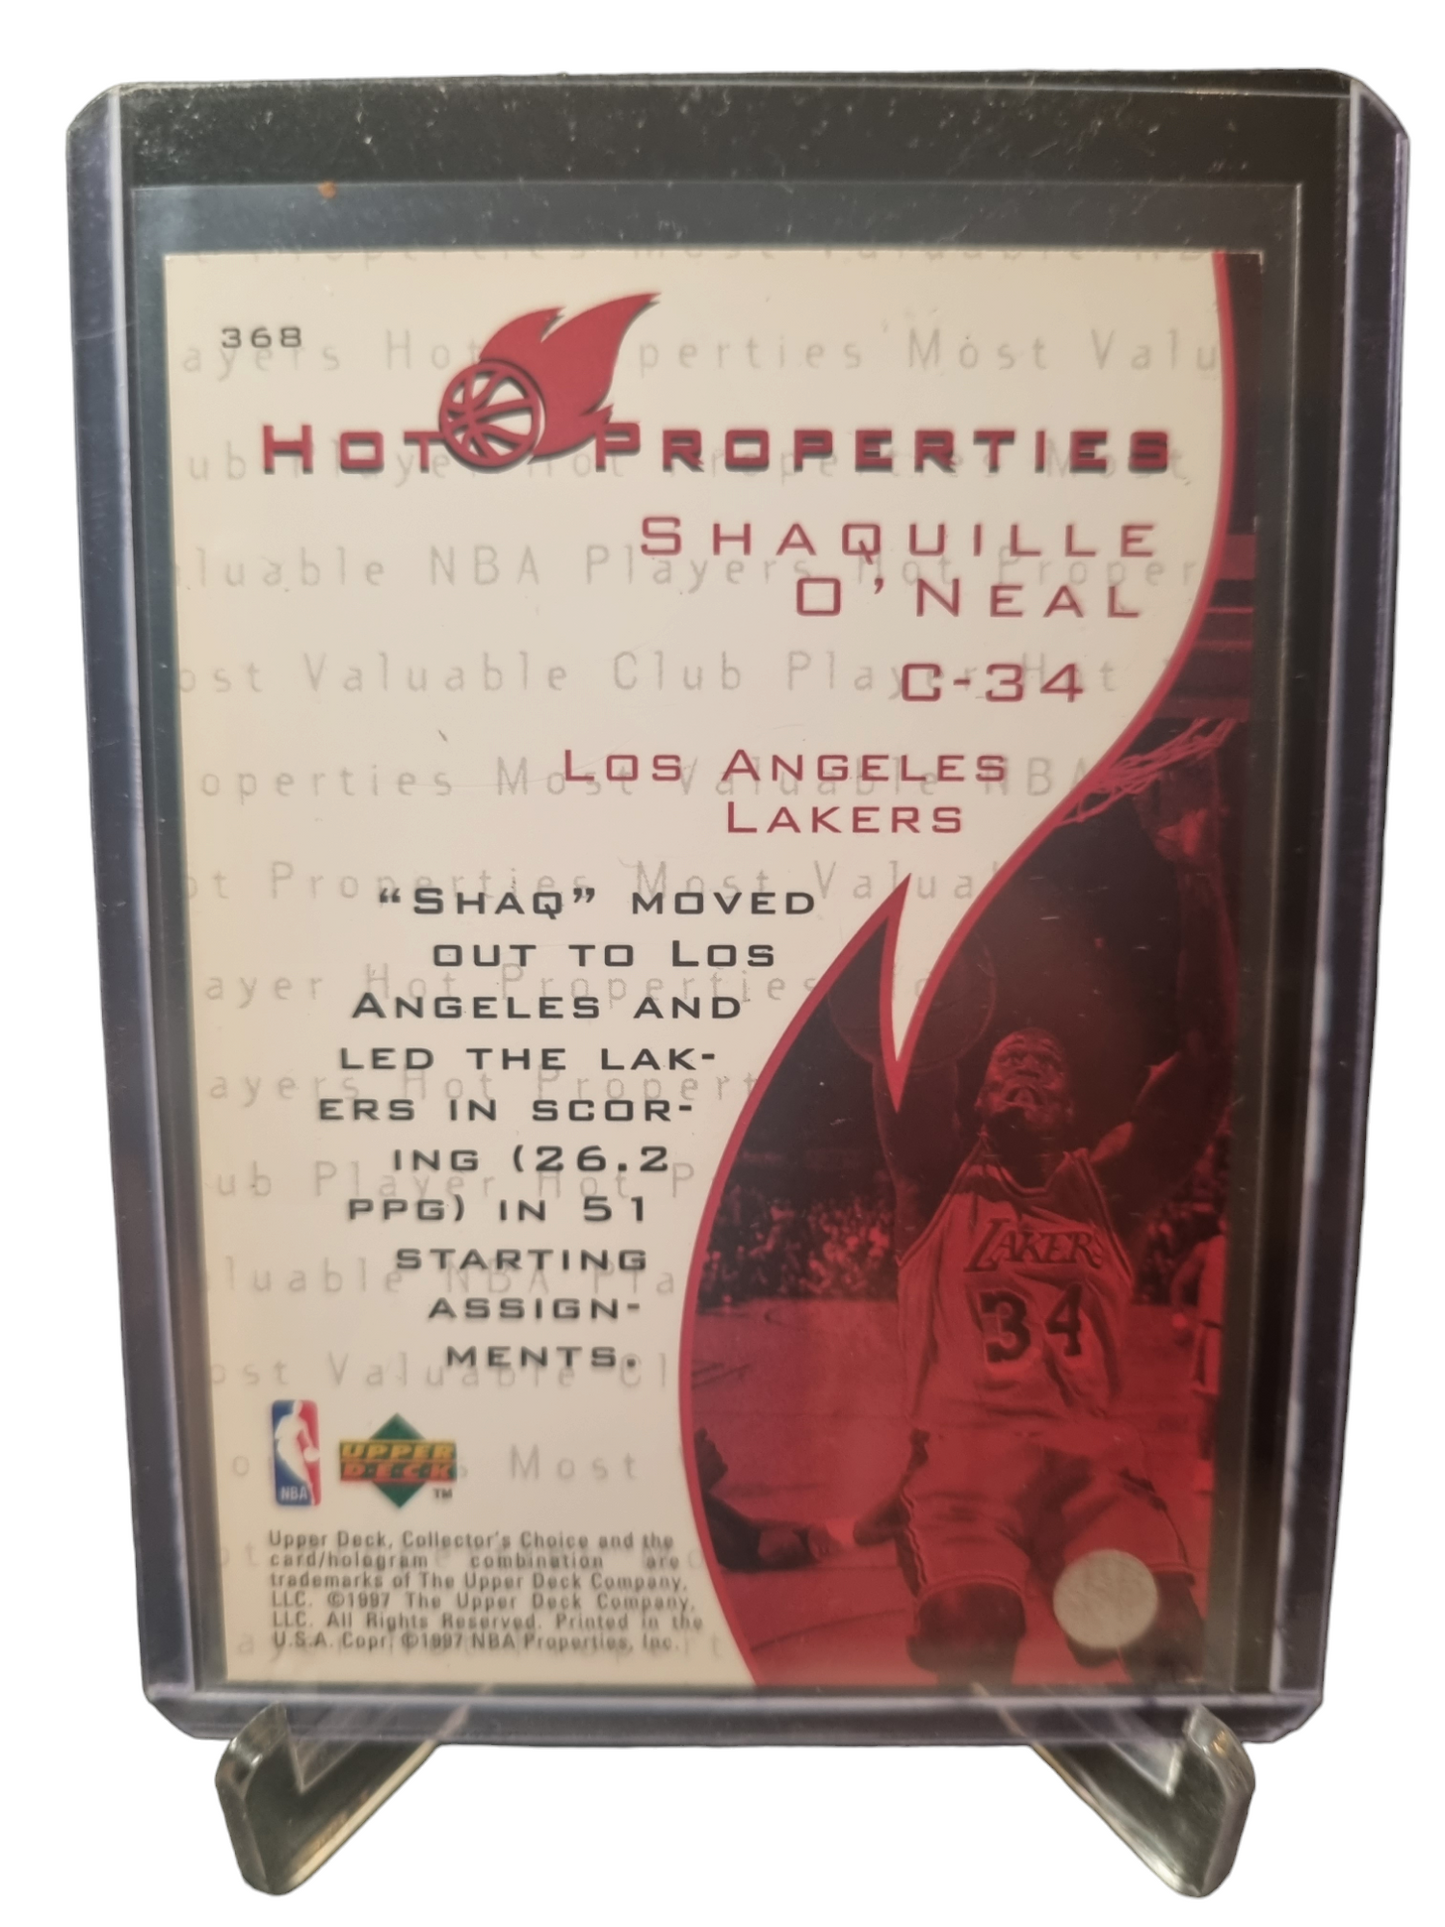 368
HOT PROPERTIES
SHAQUILLE
O'NEAL
C-34
LOS ANGELES
LAKERS
“SHAQ” MOVED
OUT TO LOS
ANGELES AND
LED THE LAK-
ERS IN SCOR-
ING (26.2
PPG) IN 51
STARTING
ASSIGN-
MENTS.
LAKERS
34
NBA
UPPER
DECK
TM
Upper Deck, Collector's Choice and the
card/hologram combination are
trademarks of The Upper Deck Company,
LLC. ©1997 The Upper Deck Company,
LLC. All Rights Reserved. Printed in the
U.S.A. Copr. ©1997 NBA Properties, Inc.